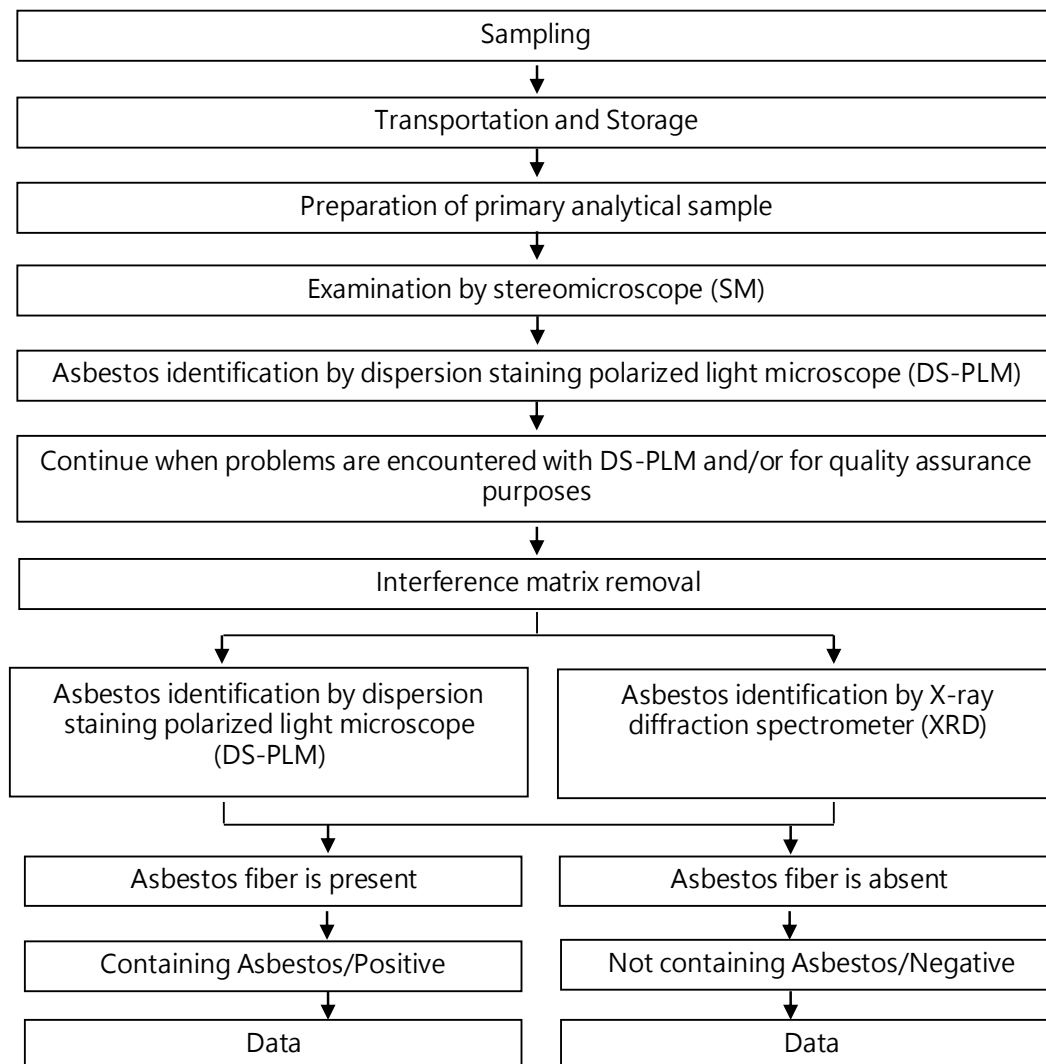 Sampling
Transportation and Storage
Preparation of primary analytical sample
Examination by stereomicroscope (SM)
Asbestos identification by dispersion staining polarized light microscope (DS-PLM)
Continue when problems are encountered with DS-PLM and/or for quality assurance
purposes
Interference matrix removal
Asbestos identification by dispersion
staining polarized light microscope
(DS-PLM)
Asbestos identification by X-ray
diffraction spectrometer (XRD)
Asbestos fiber is present
Asbestos fiber is absent
Containing Asbestos/Positive
Not containing Asbestos/Negative
Data
Data